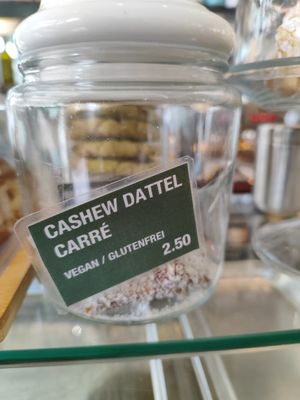 CASHEW DATTEL
CARRÉ
VEGAN / GLUTENFREI
2.50